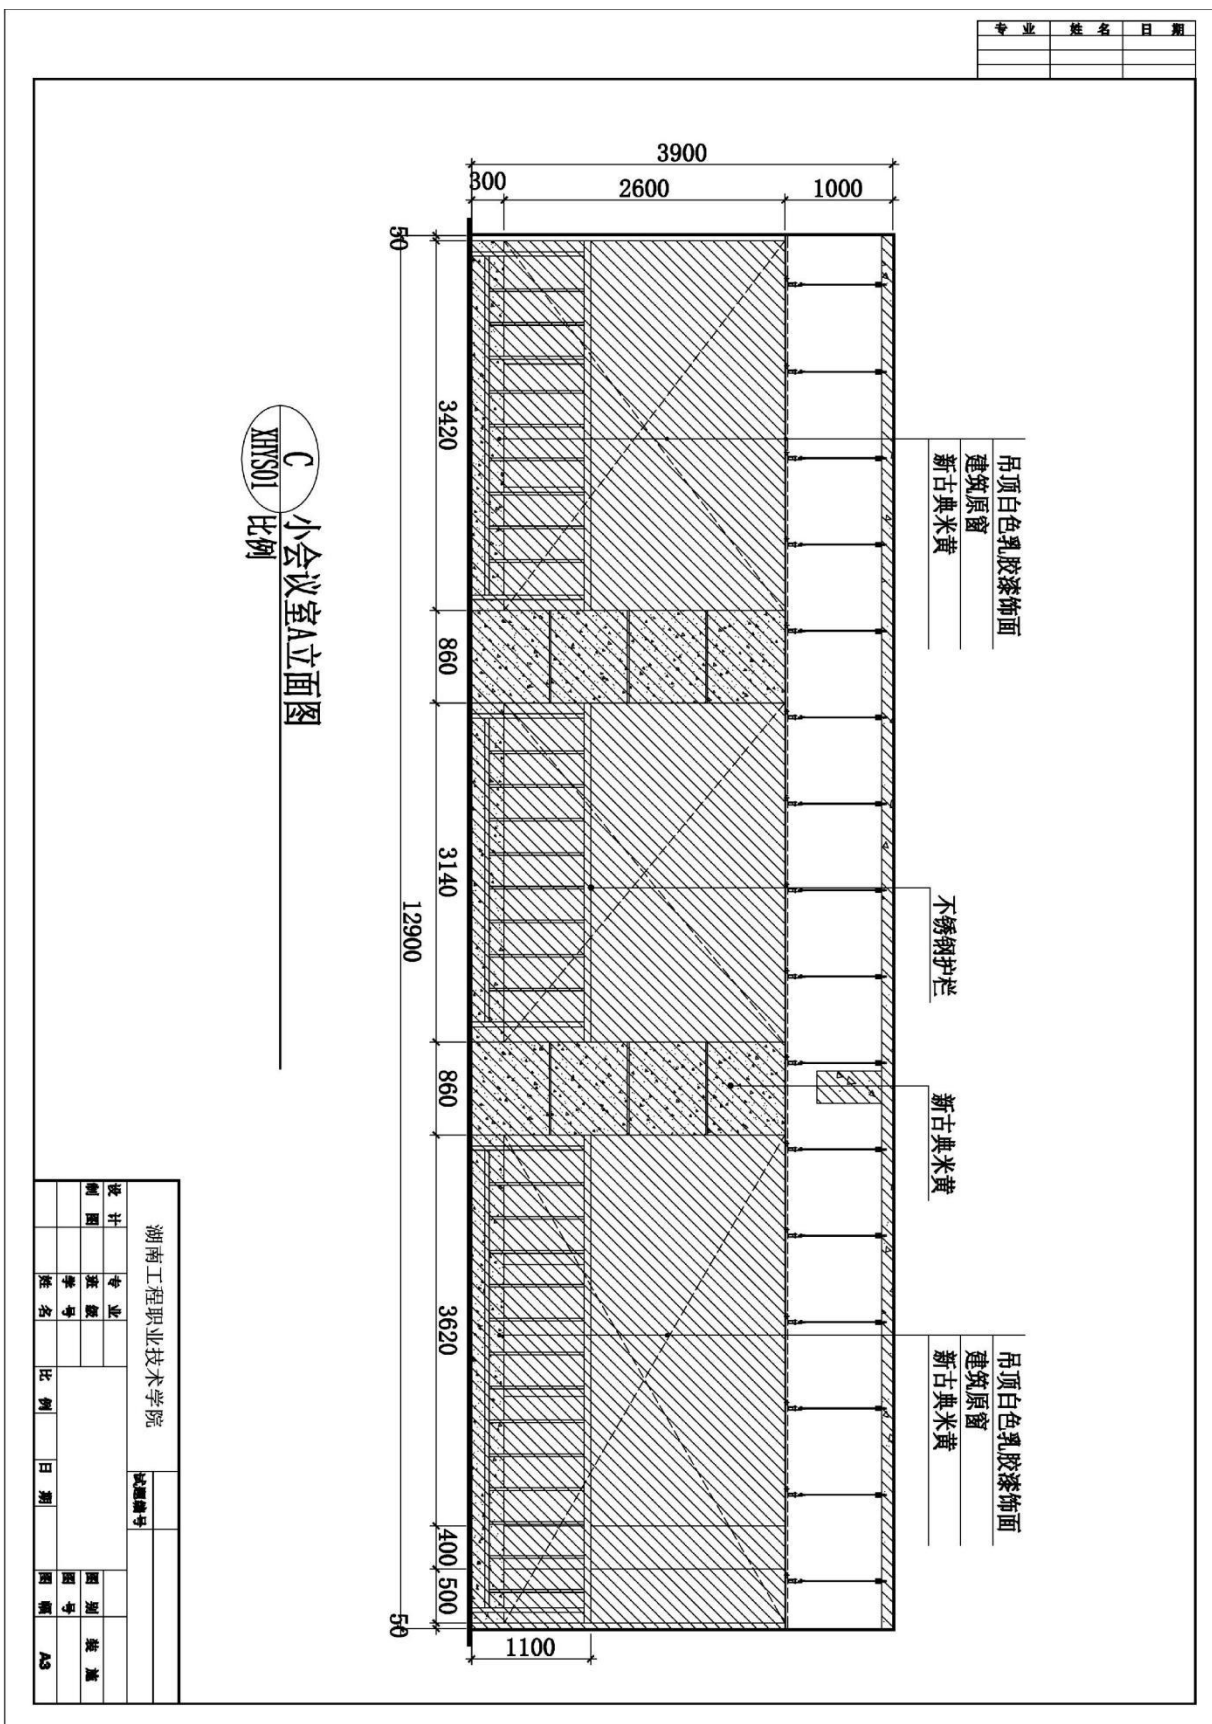 专 业
姓 名
日 期
3900
300
2600
1000
50
3420
860
3140
860
3620
400
500
50
12900
1100
吊顶白色乳胶漆饰面
建筑原窗
新古典米黄
不锈钢护栏
新古典米黄
吊顶白色乳胶漆饰面
建筑原窗
新古典米黄
C
XHYS01
小会议室A立面图
比例
湖南工程职业技术学院
试题编号
设 计
专 业
制 图
班 级
图 别
装 施
学 号
图 号
姓 名
比 例
日 期
图 幅
A3